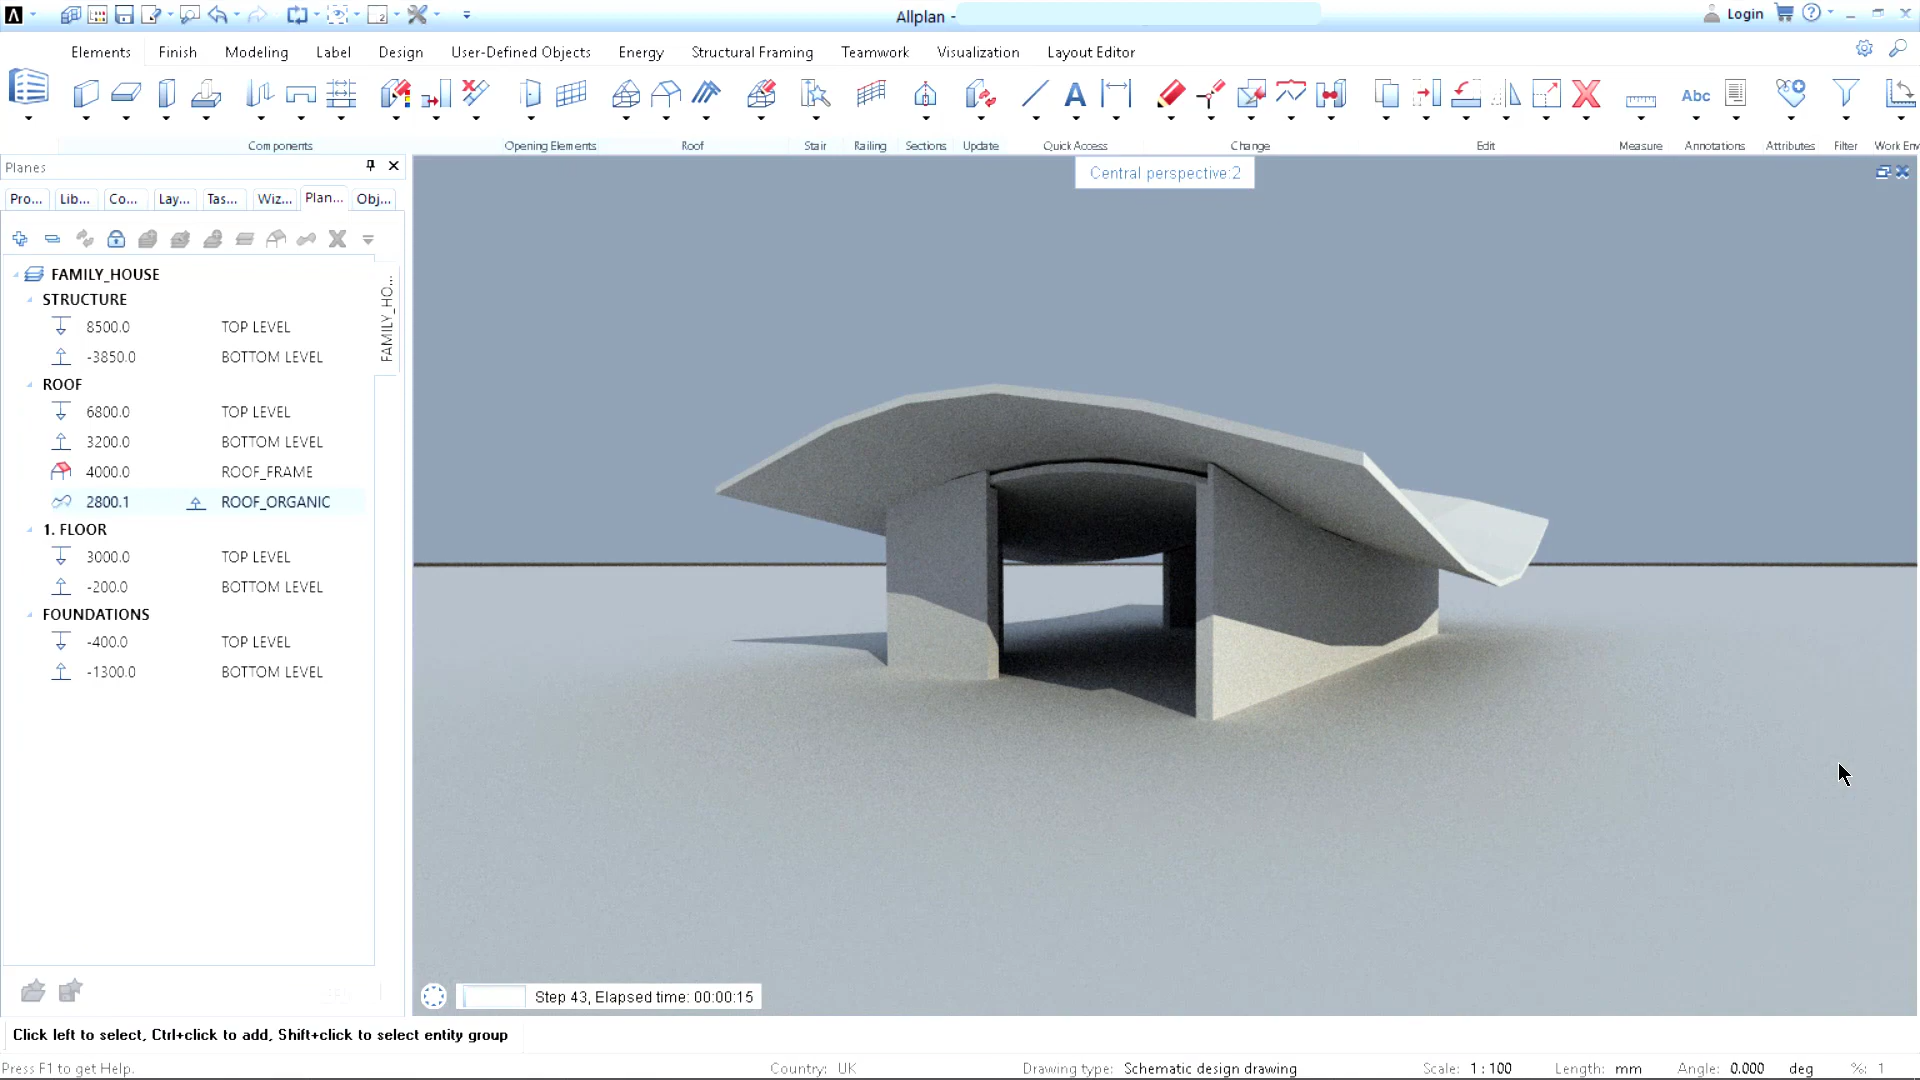 Allplan -
Login
Elements Finish Modeling Label Design User-Defined Objects Energy Structural Framing Teamwork Visualization Layout Editor
A Abc
Components Opening Elements Roof Stair Railing Sections Update Quick Access Change Edit Measure Annotations Attributes Filter Work Env
Planes
Central perspective:2
Pro... Lib... Co... Lay... Tas... Wiz... Plan... Obj...
FAMILY_HOUSE
FAMILY_HO...
STRUCTURE
8500.0 TOP LEVEL
-3850.0 BOTTOM LEVEL
ROOF
6800.0 TOP LEVEL
3200.0 BOTTOM LEVEL
4000.0 ROOF_FRAME
2800.1 ROOF_ORGANIC
1. FLOOR
3000.0 TOP LEVEL
-200.0 BOTTOM LEVEL
FOUNDATIONS
-400.0 TOP LEVEL
-1300.0 BOTTOM LEVEL
Step 43, Elapsed time: 00:00:15
Click left to select, Ctrl+click to add, Shift+click to select entity group
Press F1 to get Help. Country: UK Drawing type: Schematic design drawing Scale: 1 : 100 Length: mm Angle: 0.000 deg %: 1